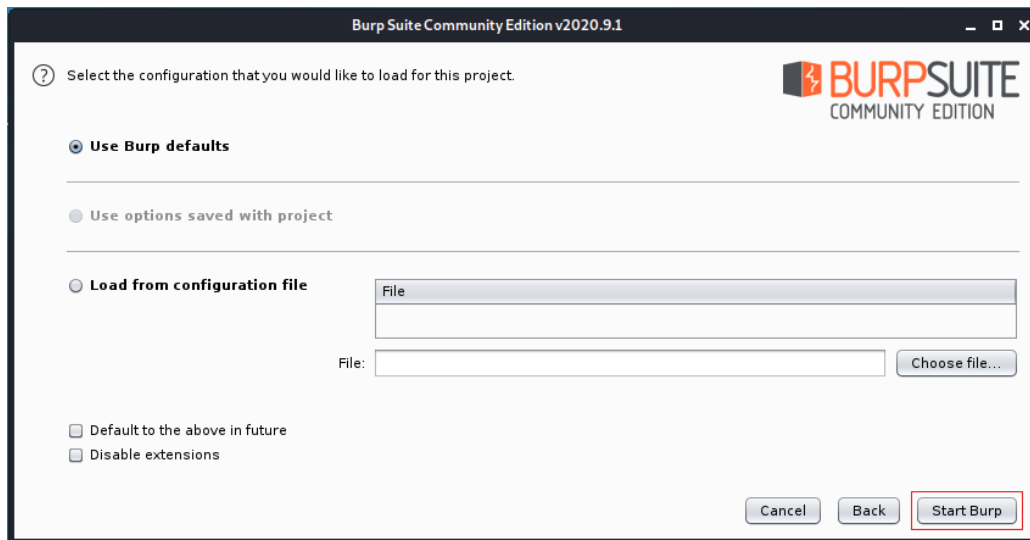 Burp Suite Community Edition v2020.9.1
? Select the configuration that you would like to load for this project.
BURPSUITE
COMMUNITY EDITION
Use Burp defaults
Use options saved with project
Load from configuration file
File
File:
Choose file...
Default to the above in future
Disable extensions
Cancel Back Start Burp